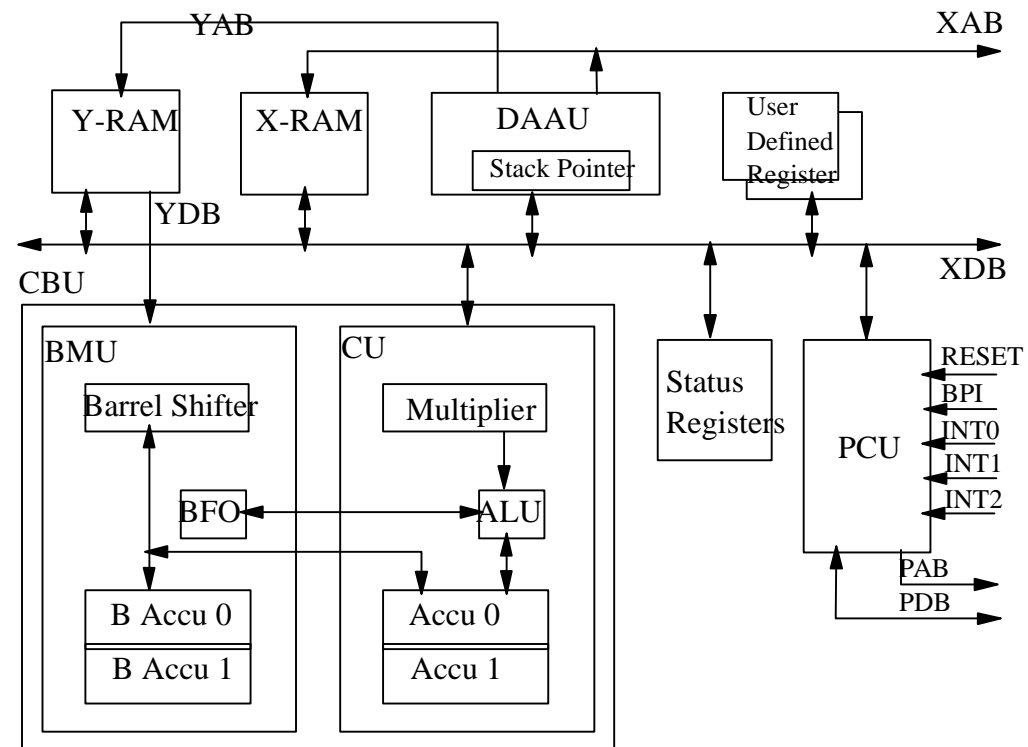 YAB
XAB
Y-RAM
X-RAM
DAAU
Stack Pointer
User
Defined
Register
YDB
XDB
CBU
BMU
CU
Barrel Shifter
Multiplier
BFO
ALU
B Accu 0
B Accu 1
Accu 0
Accu 1
Status
Registers
PCU
RESET
BPI
INT0
INT1
INT2
PAB
PDB